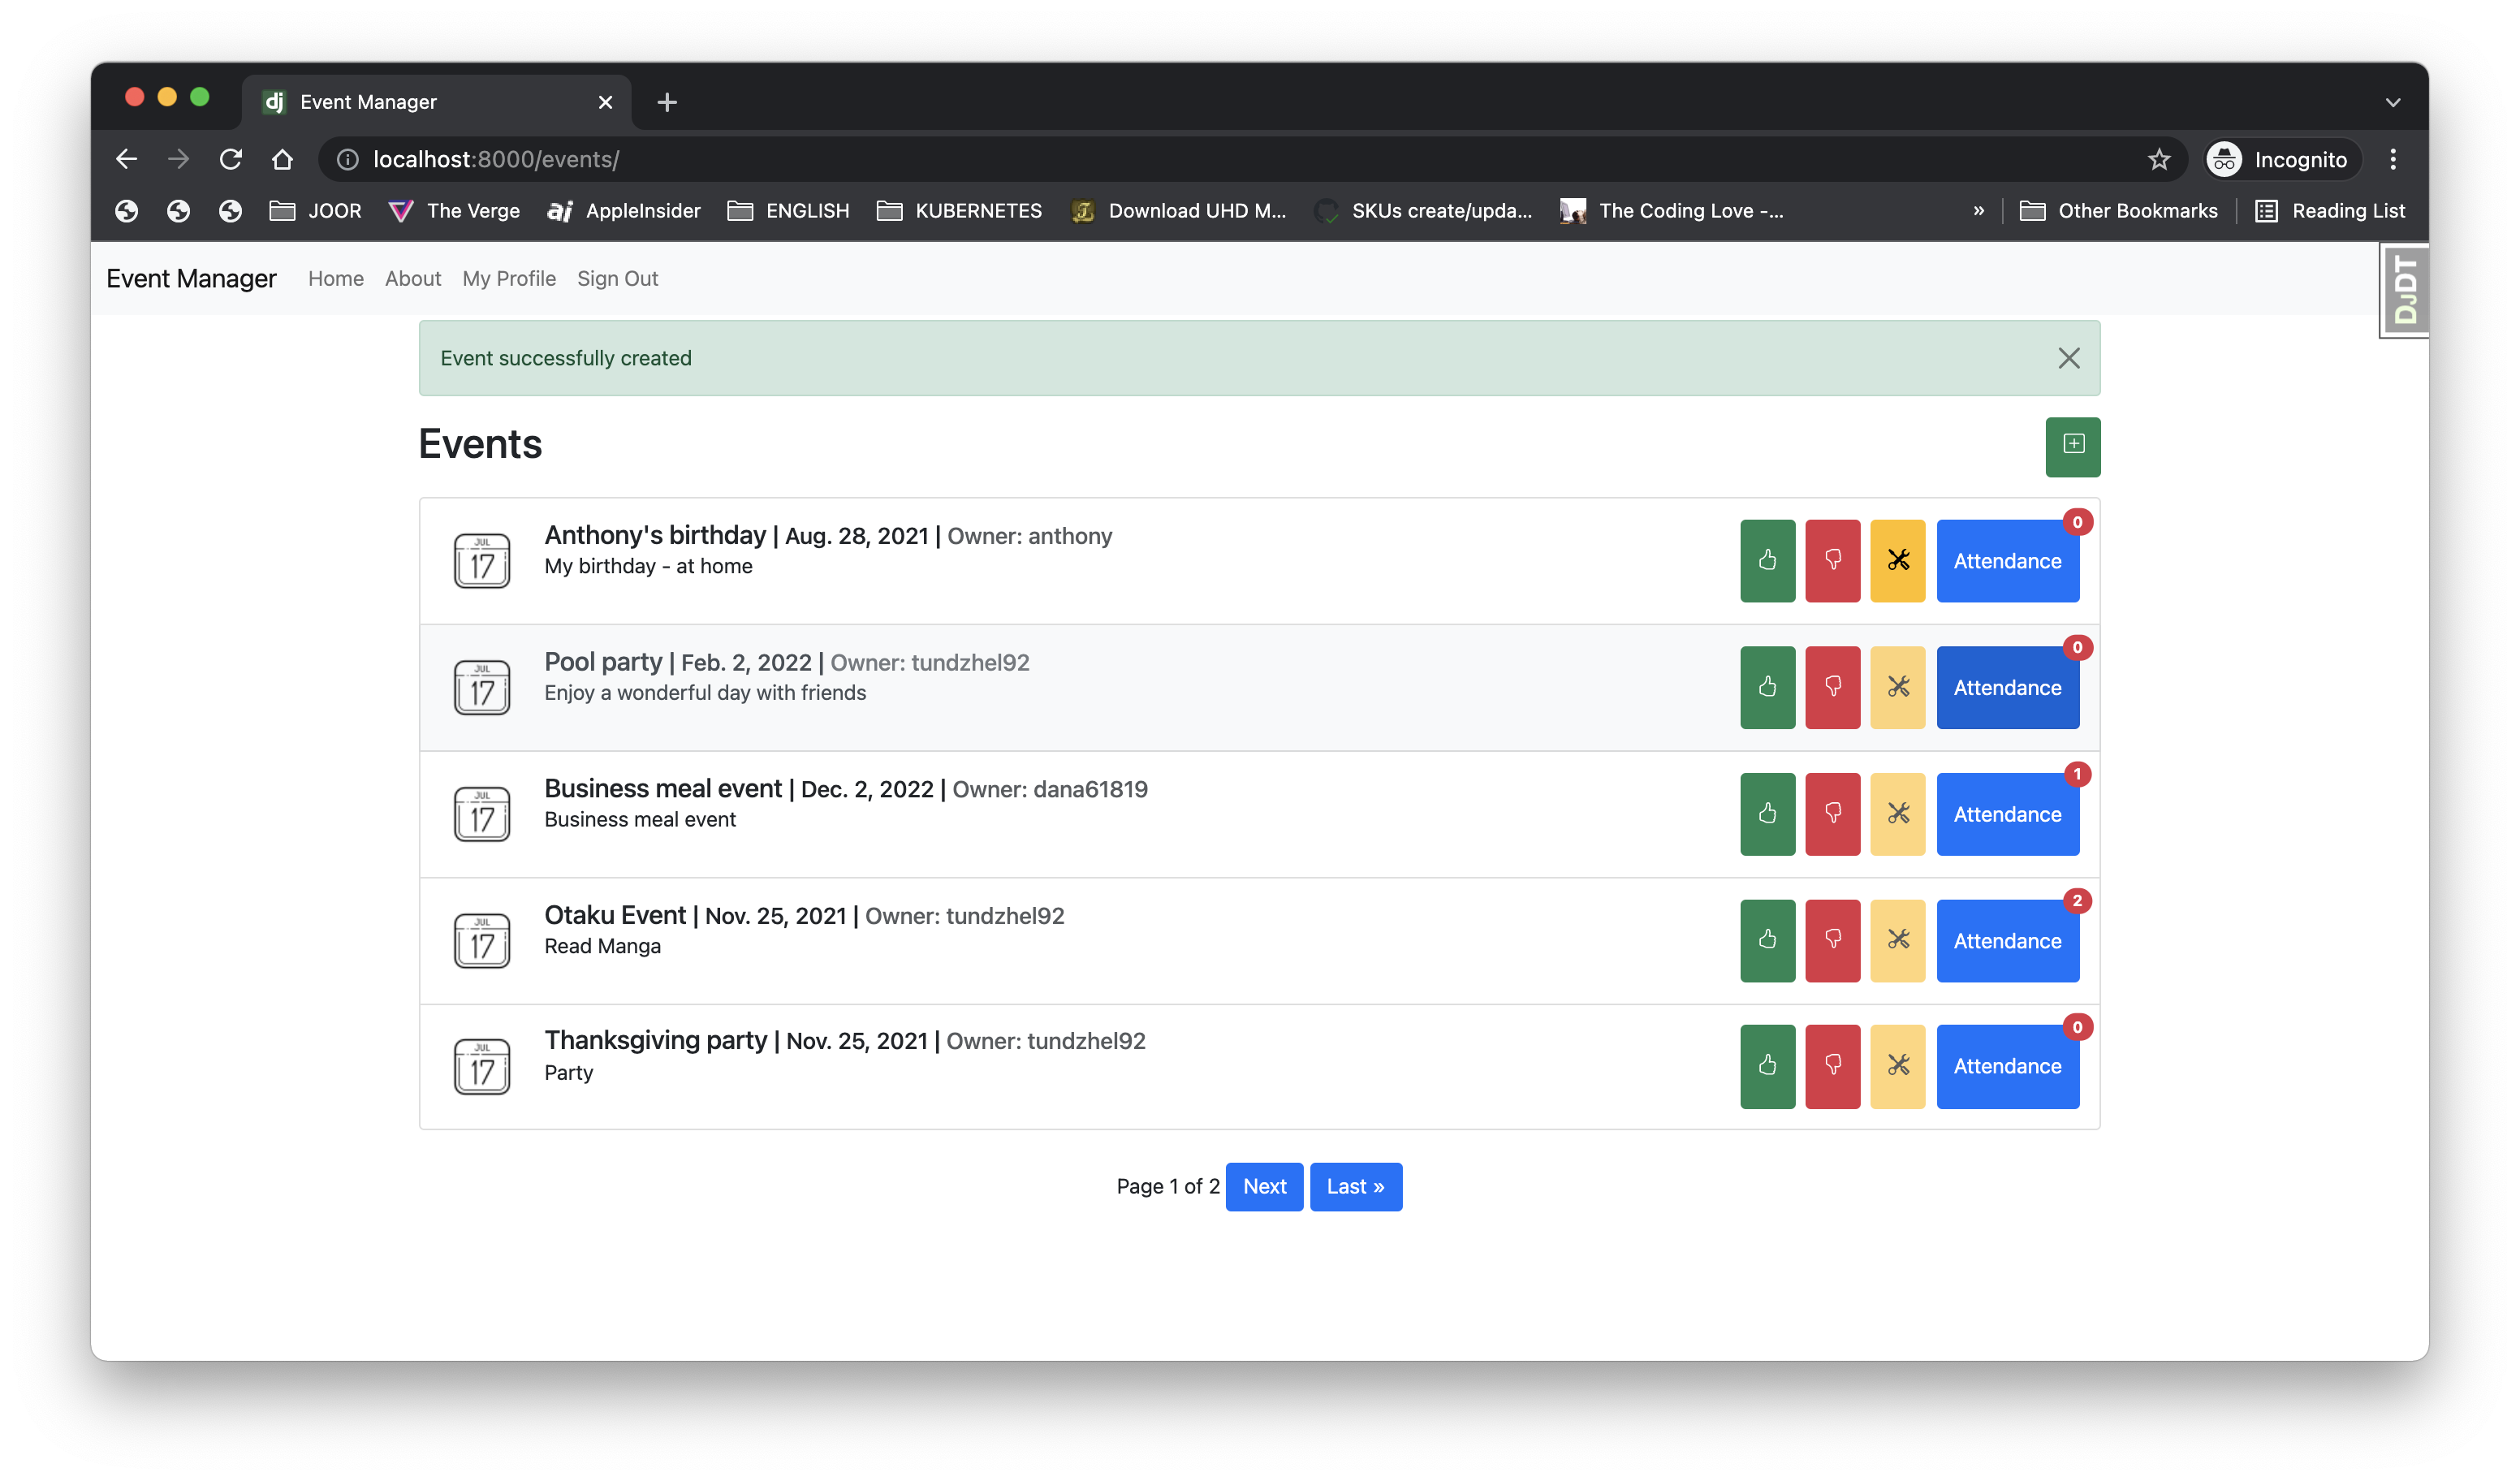 dj Event Manager
localhost:8000/events/ Incognito
JOOR The Verge ai AppleInsider ENGLISH KUBERNETES Download UHD M... SKUs create/upda... The Coding Love -... » Other Bookmarks Reading List
Event Manager Home About My Profile Sign Out
DJDT
Event successfully created
Events
JUL 17 Anthony's birthday | Aug. 28, 2021 | Owner: anthony
My birthday - at home
Attendance 0
JUL 17 Pool party | Feb. 2, 2022 | Owner: tundzhel92
Enjoy a wonderful day with friends
Attendance 0
JUL 17 Business meal event | Dec. 2, 2022 | Owner: dana61819
Business meal event
Attendance 1
JUL 17 Otaku Event | Nov. 25, 2021 | Owner: tundzhel92
Read Manga
Attendance 2
JUL 17 Thanksgiving party | Nov. 25, 2021 | Owner: tundzhel92
Party
Attendance 0
Page 1 of 2 Next Last »